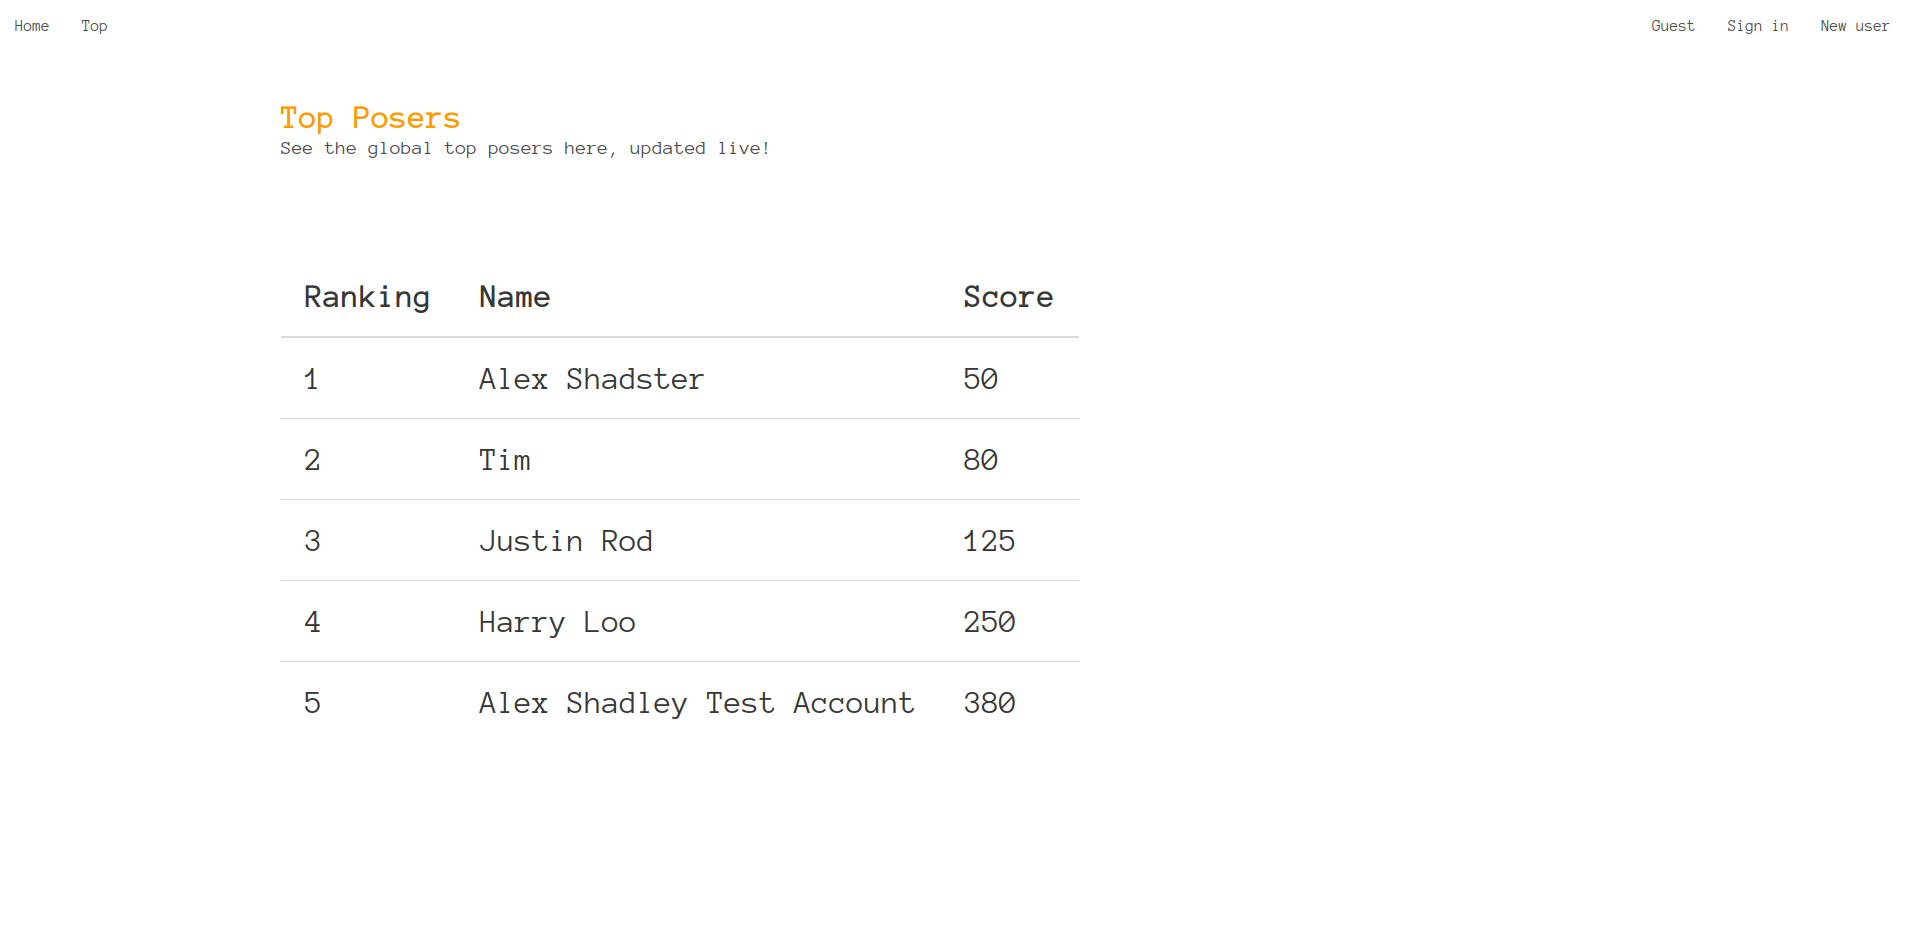 Home Top Guest Sign in New user
Top Posers
See the global top posers here, updated live!
Ranking Name Score
1 Alex Shadster 50
2 Tim 80
3 Justin Rod 125
4 Harry Loo 250
5 Alex Shadley Test Account 380